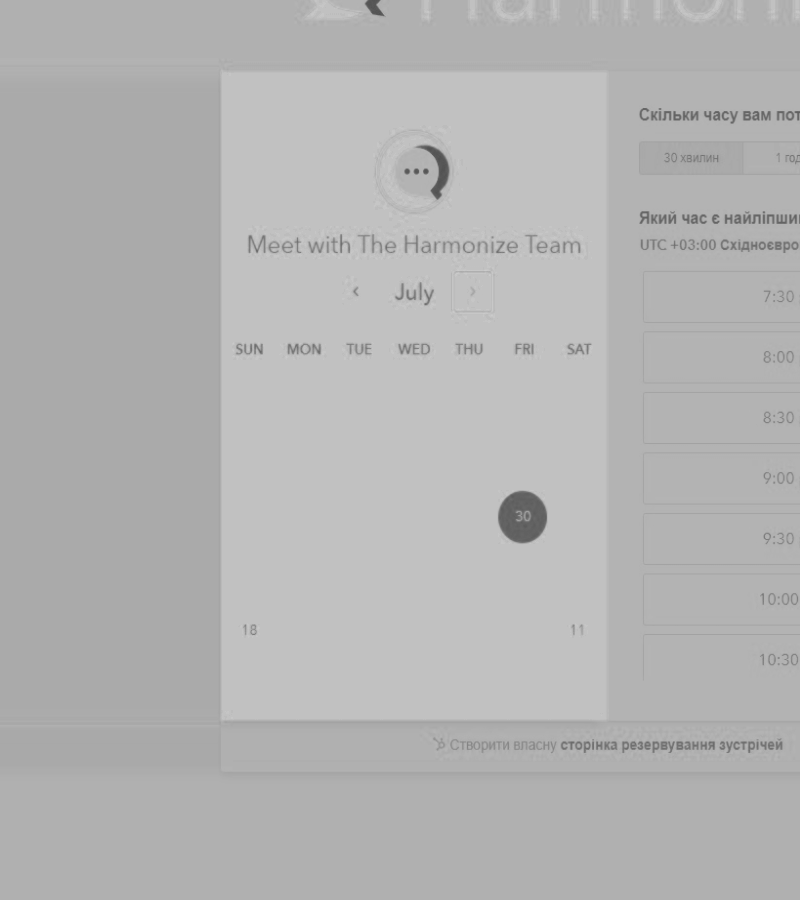 Harmoni
Meet with The Harmonize Team
‹ July ›
SUN MON TUE WED THU FRI SAT
30
18 11
Скільки часу вам пот
30 хвилин 1 год
Який час є найліпши
UTC +03:00 Східноєвро
7:30
8:00
8:30
9:00
9:30
10:00
10:30
Створити власну сторінка резервування зустрічей